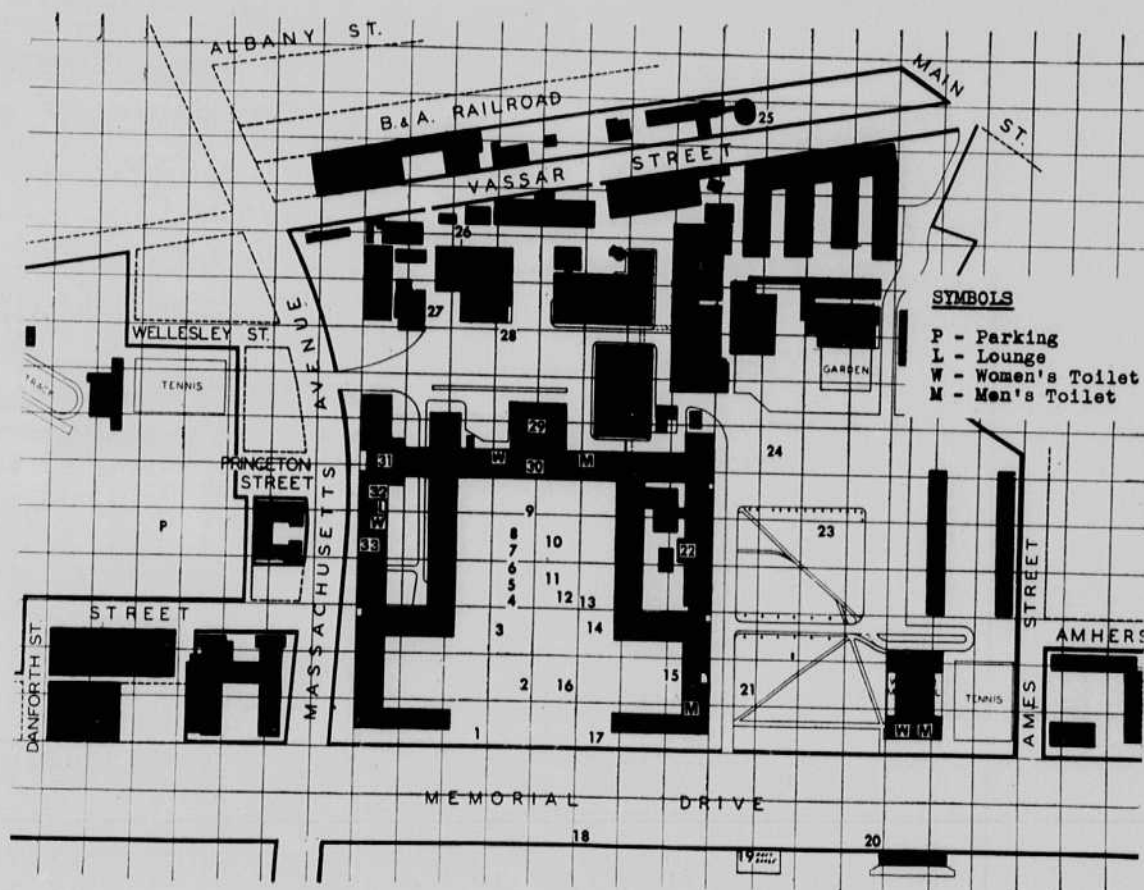 ALBANY ST.
MAIN
ST.
B. & A. RAILROAD
25
VASSAR STREET
26
SYMBOLS
P - Parking
L - Lounge
W - Women's Toilet
M - Men's Toilet
MASSACHUSETTS AVENUE
27
28
WELLESLEY ST.
TRACK
TENNIS
GARDEN
29
24
PRINCETON
STREET
31
W
30
M
32
L
W
33
P
9
8
7
6
5
4
10
11
12
13
22
23
3
14
STREET
DANFORTH ST.
AMES STREET
AMHERS
2
16
15
M
21
L
TENNIS
W
M
1
17
MEMORIAL DRIVE
18
19
20